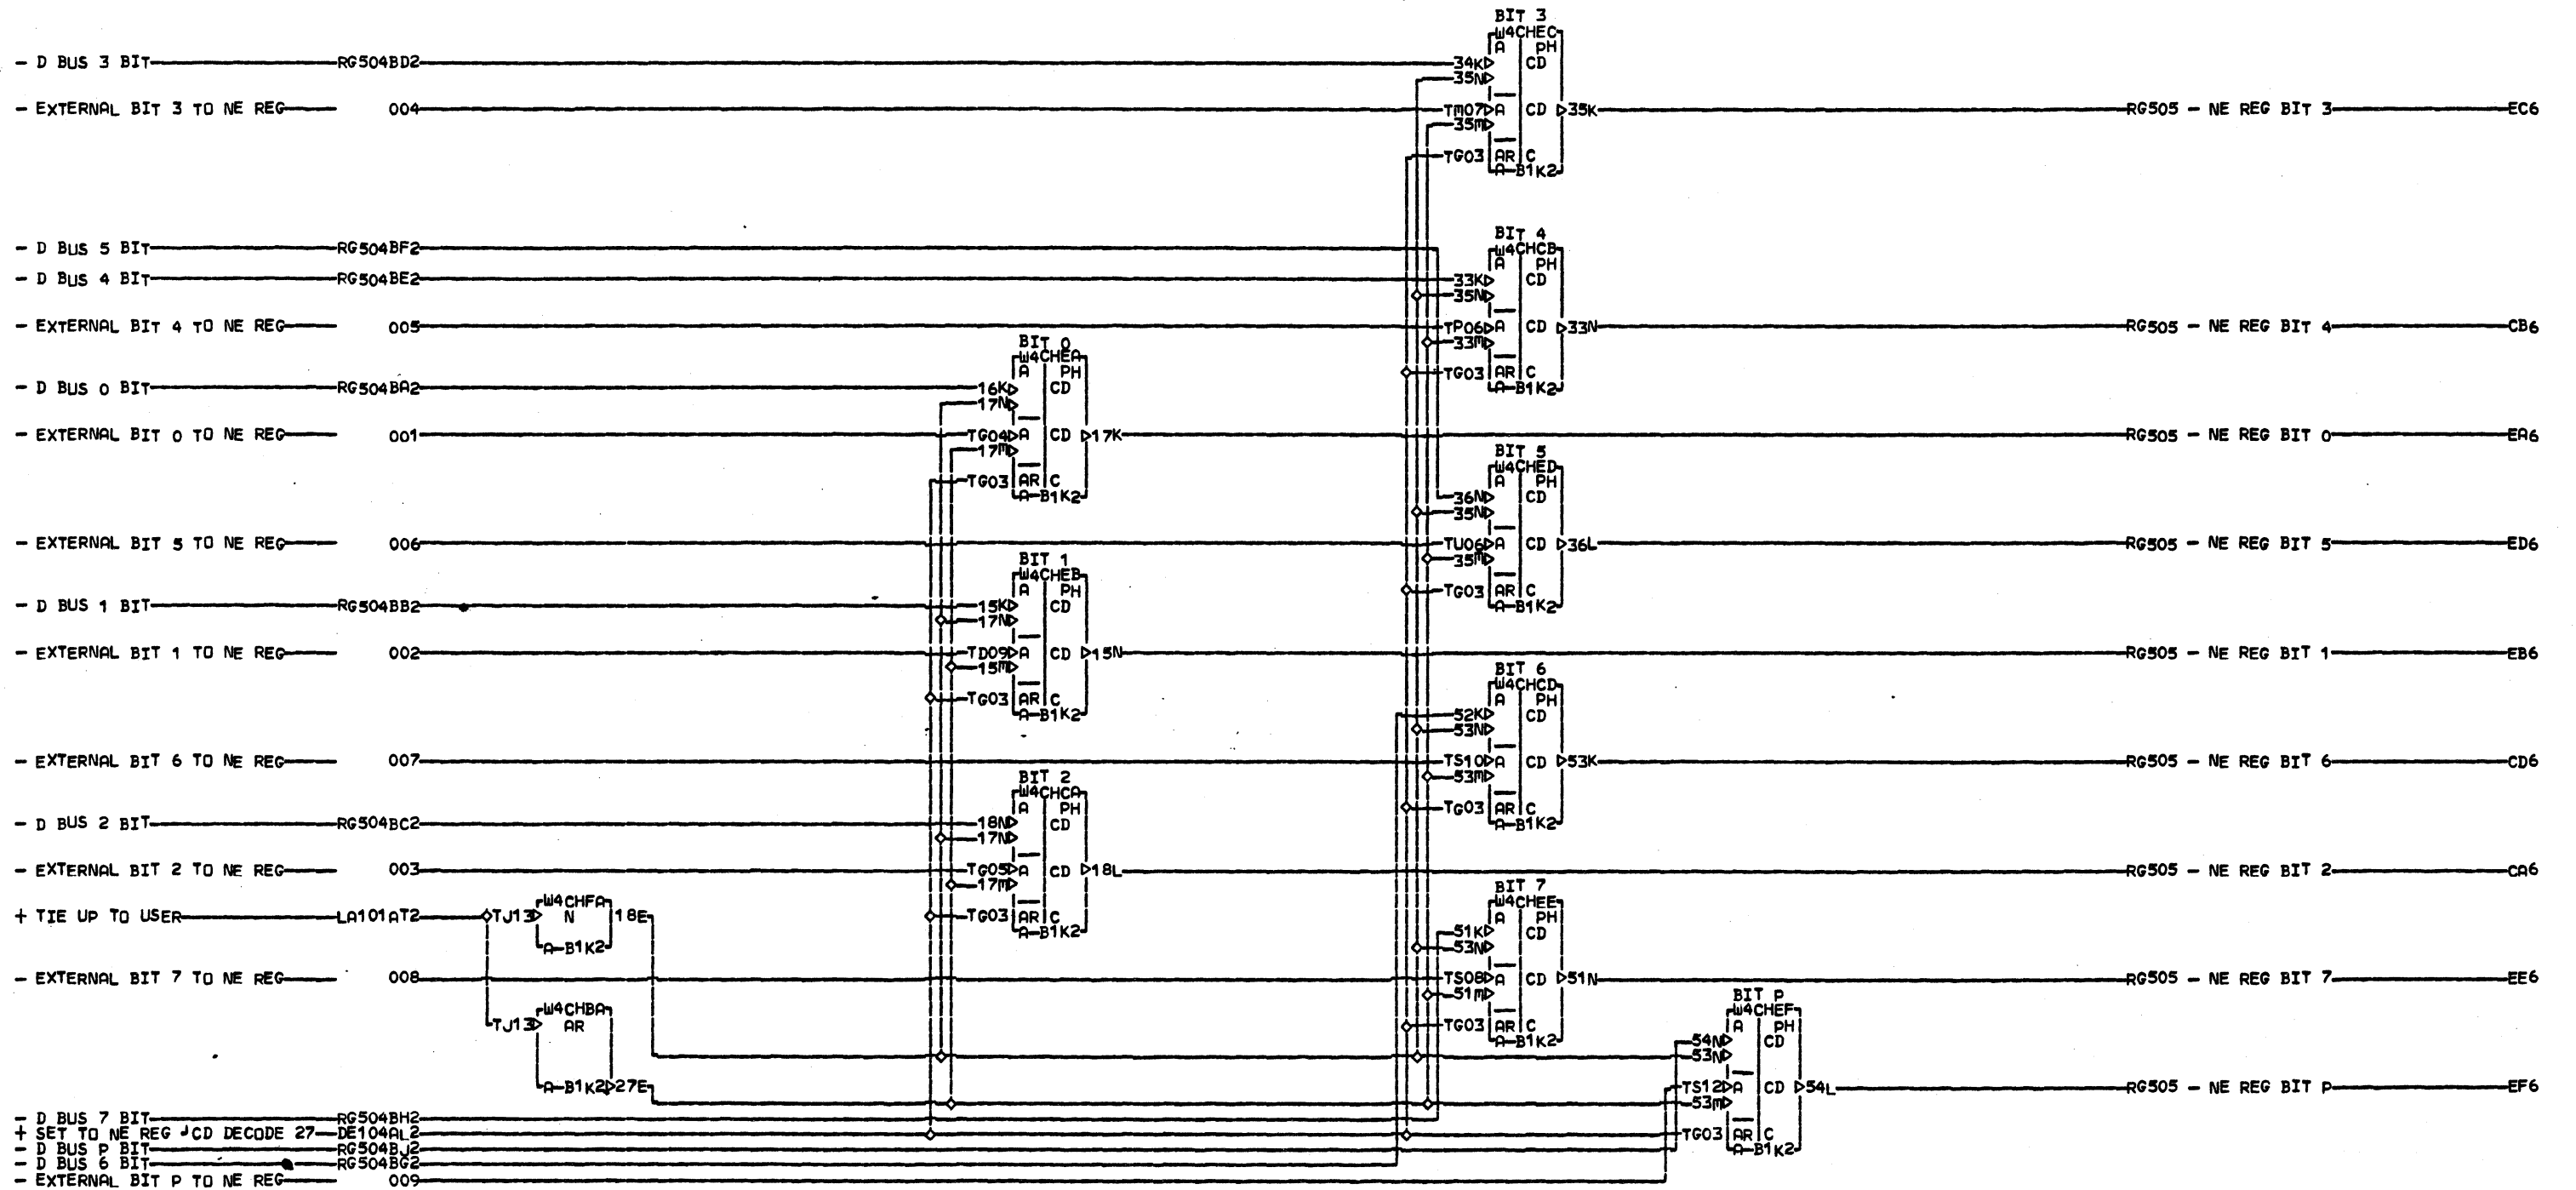 BIT 3
W4CHEC
A PH
- D BUS 3 BIT RG504BD2 34K CD
35N
- EXTERNAL BIT 3 TO NE REG 004 TM07 A CD 35K RG505 - NE REG BIT 3 EC6
35M
TG03 AR C
A-B1K2
BIT 4
- D BUS 5 BIT RG504BF2 W4CHCB
A PH
- D BUS 4 BIT RG504BE2 33K CD
35N
- EXTERNAL BIT 4 TO NE REG 005 TP06 A CD 33N RG505 - NE REG BIT 4 CB6
33M
TG03 AR C
A-B1K2
BIT 0
W4CHEA
A PH
- D BUS 0 BIT RG504BA2 16K CD
17N
- EXTERNAL BIT 0 TO NE REG 001 TG04 A CD 17K RG505 - NE REG BIT 0 EA6
17M
TG03 AR C
A-B1K2
BIT 5
W4CHED
A PH
36N CD
35N
- EXTERNAL BIT 5 TO NE REG 006 TU06 A CD 36L RG505 - NE REG BIT 5 ED6
35M
TG03 AR C
A-B1K2
BIT 1
W4CHEB
A PH
- D BUS 1 BIT RG504BB2 15K CD
17N
- EXTERNAL BIT 1 TO NE REG 002 TD09 A CD 15N RG505 - NE REG BIT 1 EB6
15M
TG03 AR C
A-B1K2
BIT 6
W4CHCD
A PH
52K CD
53N
- EXTERNAL BIT 6 TO NE REG 007 TS10 A CD 53K RG505 - NE REG BIT 6 CD6
53M
TG03 AR C
A-B1K2
BIT 2
W4CHCA
A PH
- D BUS 2 BIT RG504BC2 18N CD
17N
- EXTERNAL BIT 2 TO NE REG 003 TG05 A CD 18L RG505 - NE REG BIT 2 CA6
17M
TG03 AR C
A-B1K2
W4CHFA
+ TIE UP TO USER LA101AT2 TJ13 N 18E
A-B1K2
BIT 7
W4CHEE
A PH
51K CD
53N
- EXTERNAL BIT 7 TO NE REG 008 TS08 A CD 51N RG505 - NE REG BIT 7 EE6
51M
TG03 AR C
A-B1K2
W4CHBA
TJ13 AR
A-B1K2 27E
BIT P
W4CHEF
A PH
54N CD
53N
TS12 A CD 54L RG505 - NE REG BIT P EF6
53M
TG03 AR C
A-B1K2
- D BUS 7 BIT RG504BH2
+ SET TO NE REG CD DECODE 27 DE104AL2
- D BUS P BIT RG504BJ2
- D BUS 6 BIT RG504BG2
- EXTERNAL BIT P TO NE REG 009